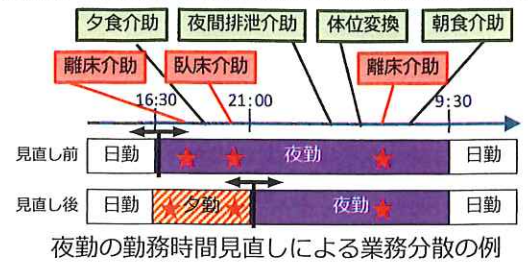 夕食介助 夜間排泄介助 体位変換 朝食介助
離床介助 臥床介助 離床介助
16:30 21:00 9:30
見直し前 日勤 夜勤 日勤
見直し後 日勤 夕勤 夜勤 日勤
夜勤の勤務時間見直しによる業務分散の例